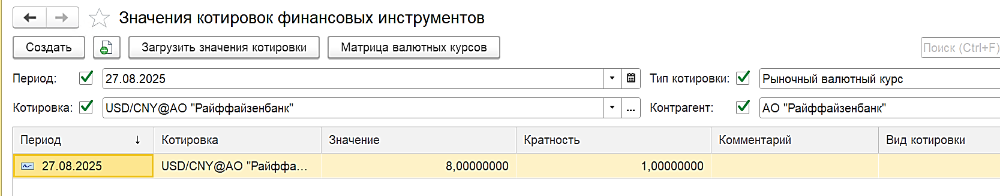 Значения котировок финансовых инструментов
Создать Загрузить значения котировки Матрица валютных курсов Поиск (Ctrl+F)
Период: 27.08.2025 Тип котировки: Рыночный валютный курс
Котировка: USD/CNY@АО "Райффайзенбанк" ... Контрагент: АО "Райффайзенбанк"
Период ↓ Котировка Значение Кратность Комментарий Вид котировки
27.08.2025 USD/CNY@АО "Райффа... 8,00000000 1,00000000